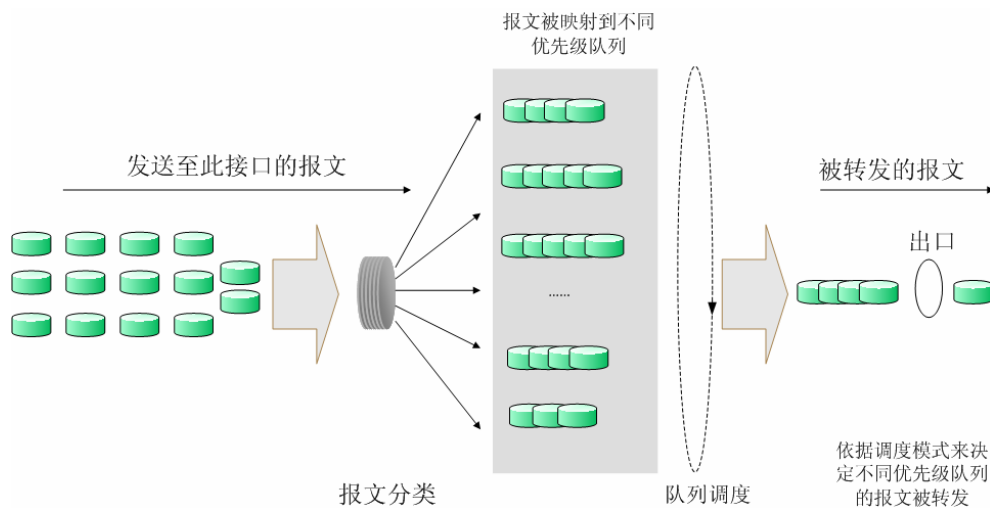 报文被映射到不同
优先级队列
发送至此接口的报文
被转发的报文
出口
......
依据调度模式来决
定不同优先级队列
的报文被转发
报文分类
队列调度